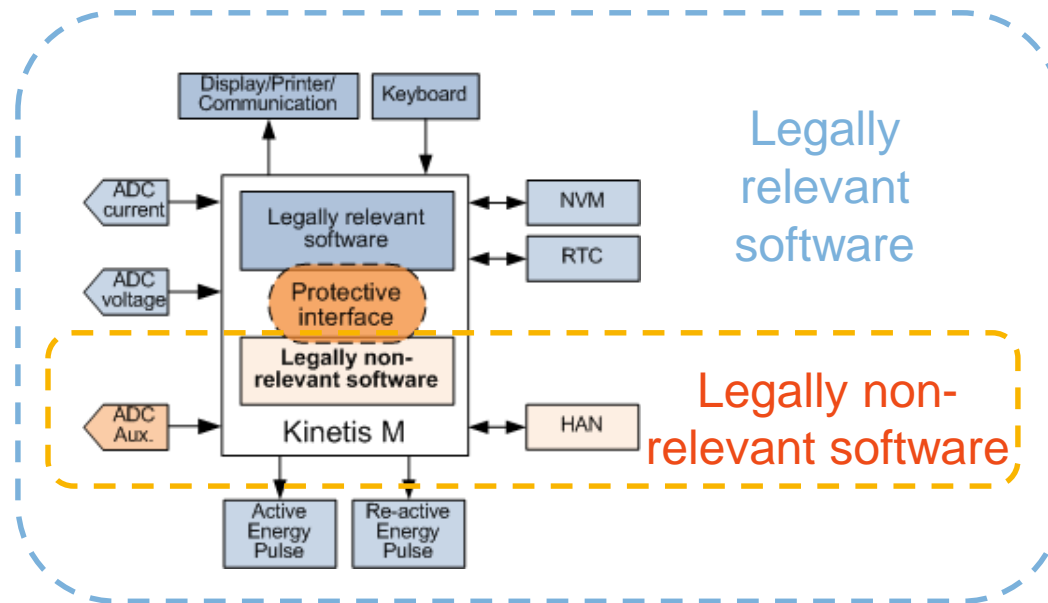 Display/Printer/
Communication
Keyboard
Legally
relevant
software
ADC
current
Legally relevant
software
NVM
RTC
ADC
voltage
Protective
interface
Legally non-
relevant software
Legally non-
relevant software
ADC
Aux.
Kinetis M
HAN
Active
Energy
Pulse
Re-active
Energy
Pulse